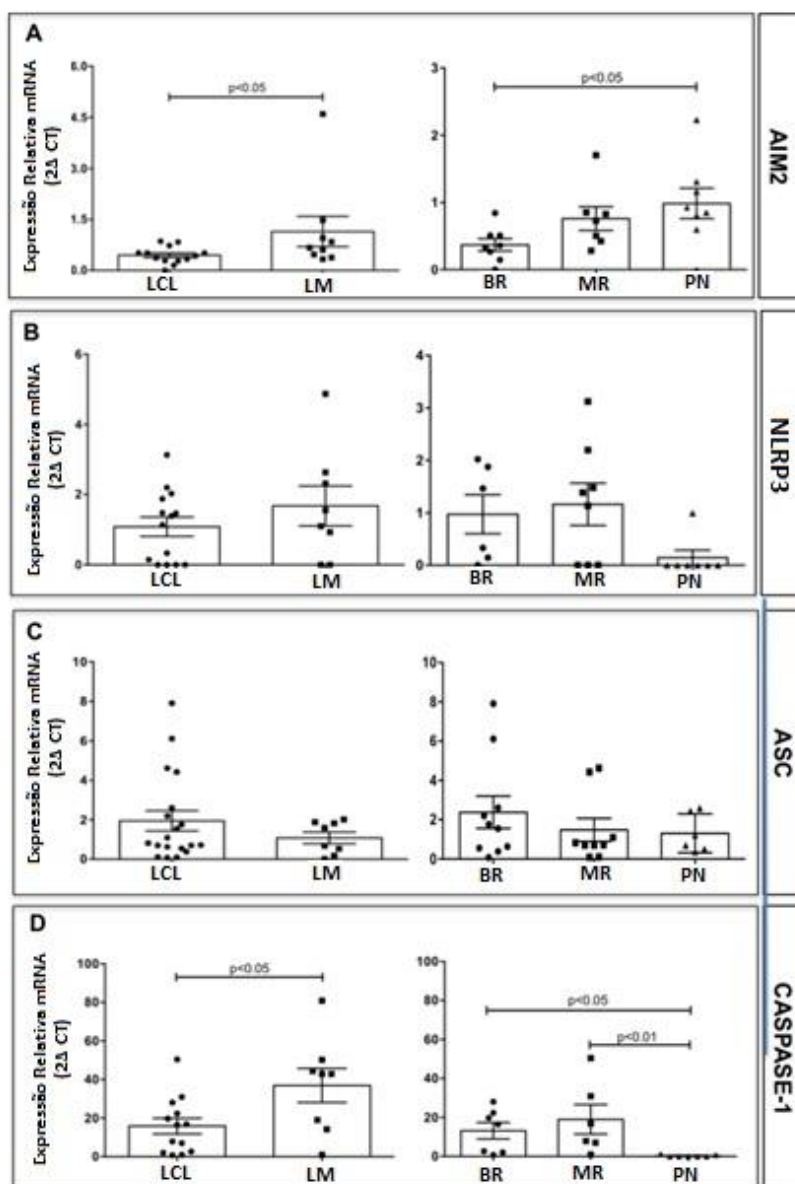 A
Expressão Relativa mRNA
(2Δ CT)
6.0
4.5
3.0
1.5
0.0
p<0.05
LCL
LM
3
2
1
0
p<0.05
BR
MR
PN
AIM2
B
Expressão Relativa mRNA
(2Δ CT)
6
4
2
0
LCL
LM
4
3
2
1
0
BR
MR
PN
NLRP3
C
Expressão Relativa mRNA
(2Δ CT)
10
8
6
4
2
0
LCL
LM
10
8
6
4
2
0
BR
MR
PN
ASC
D
Expressão Relativa mRNA
(2Δ CT)
100
80
60
40
20
0
p<0.05
LCL
LM
100
80
60
40
20
0
p<0.05
p<0.01
BR
MR
PN
CASPASE-1